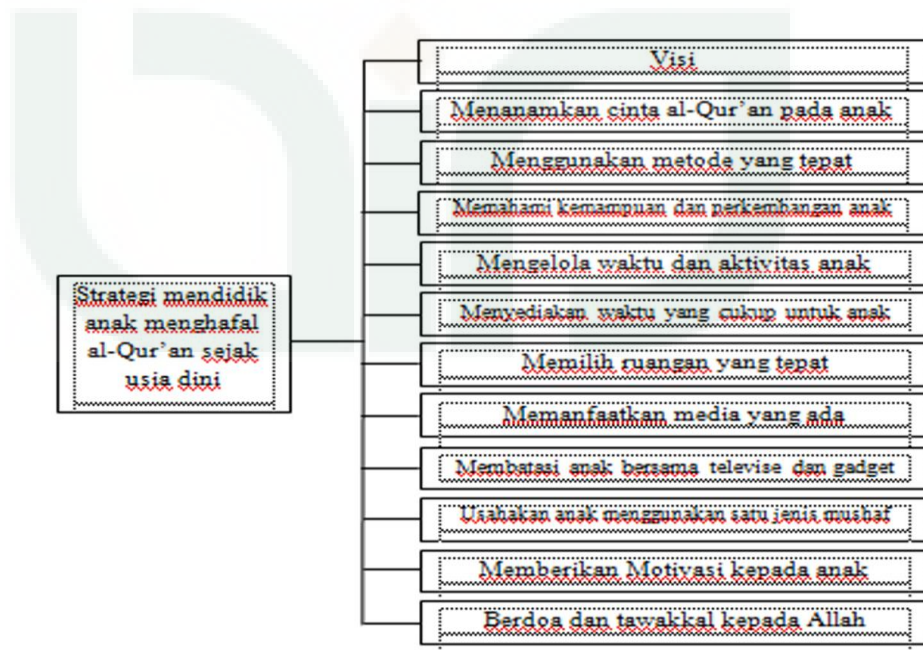 Strategi mendidik
anak menghafal
al-Qur'an sejak
usia dini
Visi
Menanamkan cinta al-Qur'an pada anak
Menggunakan metode yang tepat
Memahami kemampuan dan perkembangan anak
Mengelola waktu dan aktivitas anak
Menyediakan waktu yang cukup untuk anak
Memilih ruangan yang tepat
Memanfaatkan media yang ada
Membatasi anak bersama televise dan gadget
Usahakan anak menggunakan satu jenis mushaf
Memberikan Motivasi kepada anak
Berdoa dan tawakkal kepada Allah